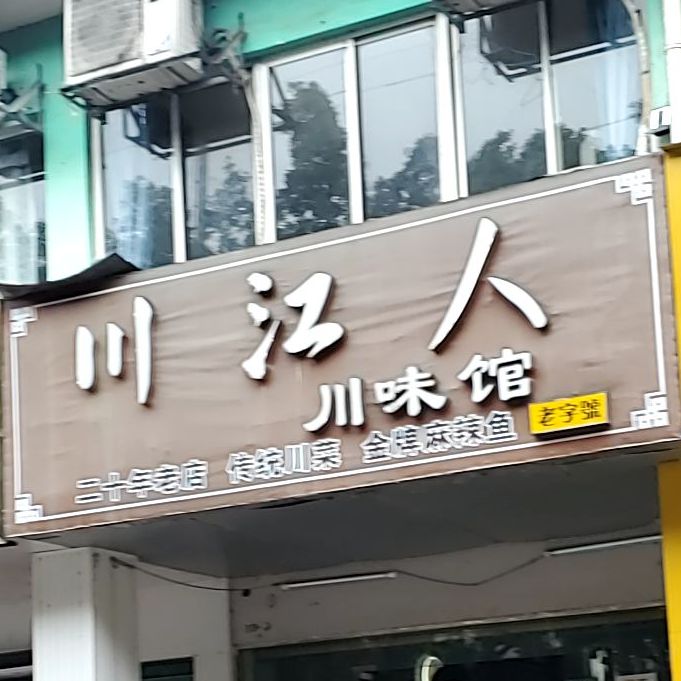 川江人
川味馆
老字號
二十年老店 传统川菜 金牌麻辣鱼